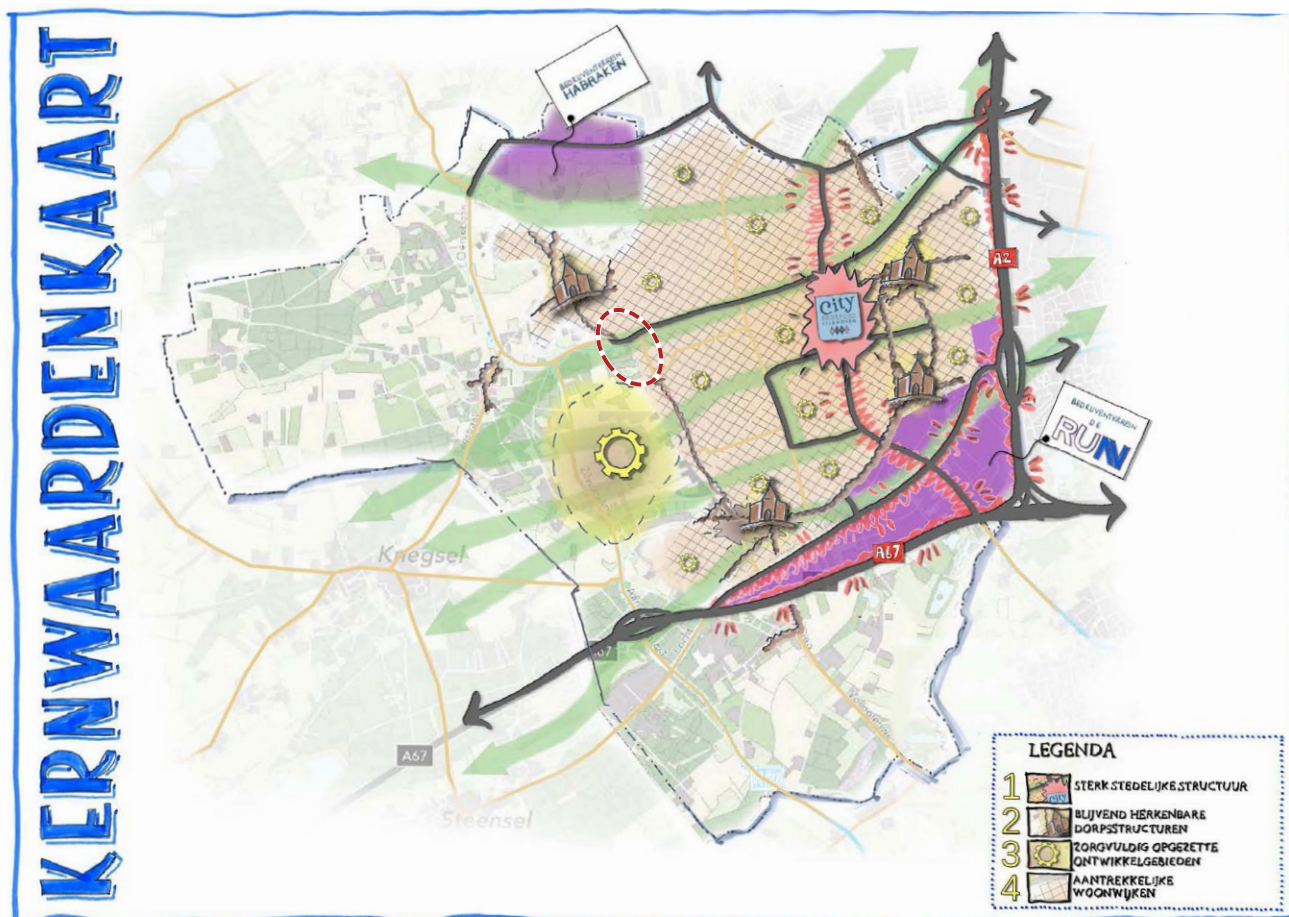 KERNWAARDENKAART
BEDRIJVENTERREIN
HABRAKEN
A2
City
BEDRIJVENTERREIN
DE
RUN
A67
Knegsel
A67
Steensel
LEGENDA
1 STERK STEDELIJKE STRUCTUUR
2 BLIJVEND HERKENBARE
DORPSSTRUCTUREN
3 ZORGVULDIG OPGEZETTE
ONTWIKKELGEBIEDEN
4 AANTREKKELIJKE
WOONWIJKEN